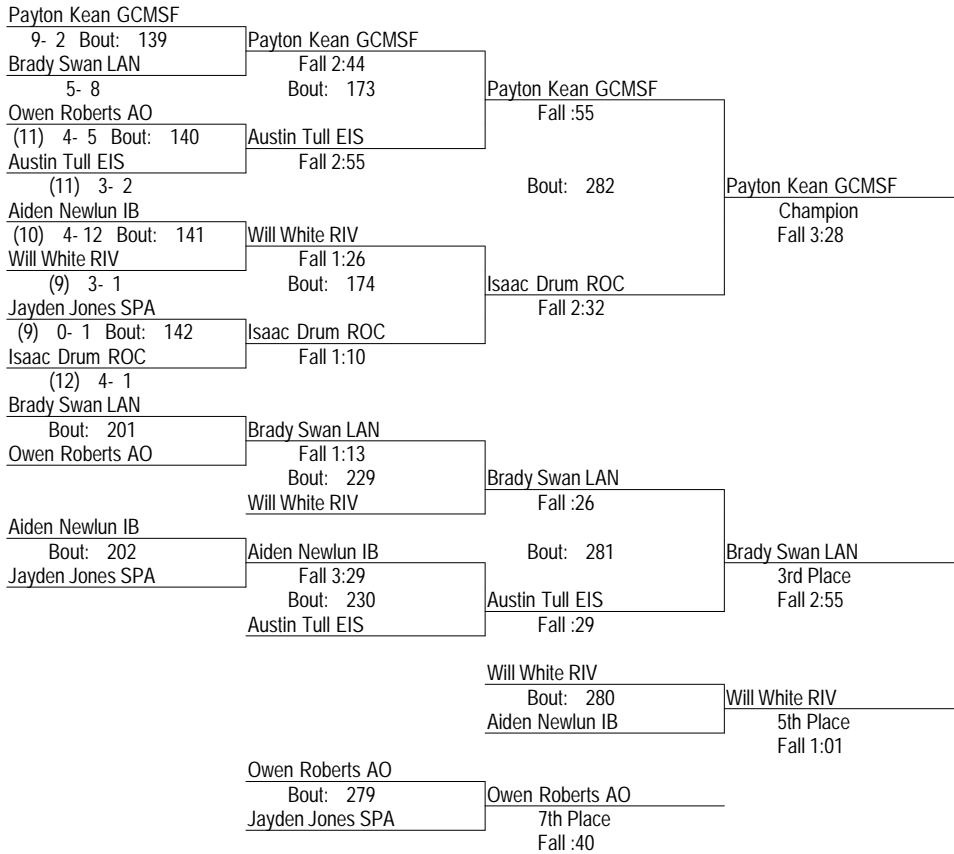 Payton Kean GCMSF
9- 2 Bout: 139
Payton Kean GCMSF
Brady Swan LAN
Fall 2:44
5- 8
Bout: 173
Payton Kean GCMSF
Owen Roberts AO
Fall :55
(11) 4- 5 Bout: 140
Austin Tull EIS
Austin Tull EIS
Fall 2:55
(11) 3- 2
Bout: 282
Payton Kean GCMSF
Aiden Newlun IB
Champion
(10) 4-12 Bout: 141
Will White RIV
Fall 3:28
Will White RIV
Fall 1:26
(9) 3- 1
Bout: 174
Isaac Drum ROC
Jayden Jones SPA
Fall 2:32
(9) 0- 1 Bout: 142
Isaac Drum ROC
Isaac Drum ROC
Fall 1:10
(12) 4- 1
Brady Swan LAN
Bout: 201
Brady Swan LAN
Owen Roberts AO
Fall 1:13
Bout: 229
Brady Swan LAN
Will White RIV
Fall :26
Aiden Newlun IB
Bout: 202
Aiden Newlun IB
Bout: 281
Brady Swan LAN
Jayden Jones SPA
Fall 3:29
3rd Place
Bout: 230
Austin Tull EIS
Fall 2:55
Austin Tull EIS
Fall :29
Will White RIV
Bout: 280
Will White RIV
Aiden Newlun IB
5th Place
Fall 1:01
Owen Roberts AO
Bout: 279
Owen Roberts AO
Jayden Jones SPA
7th Place
Fall :40